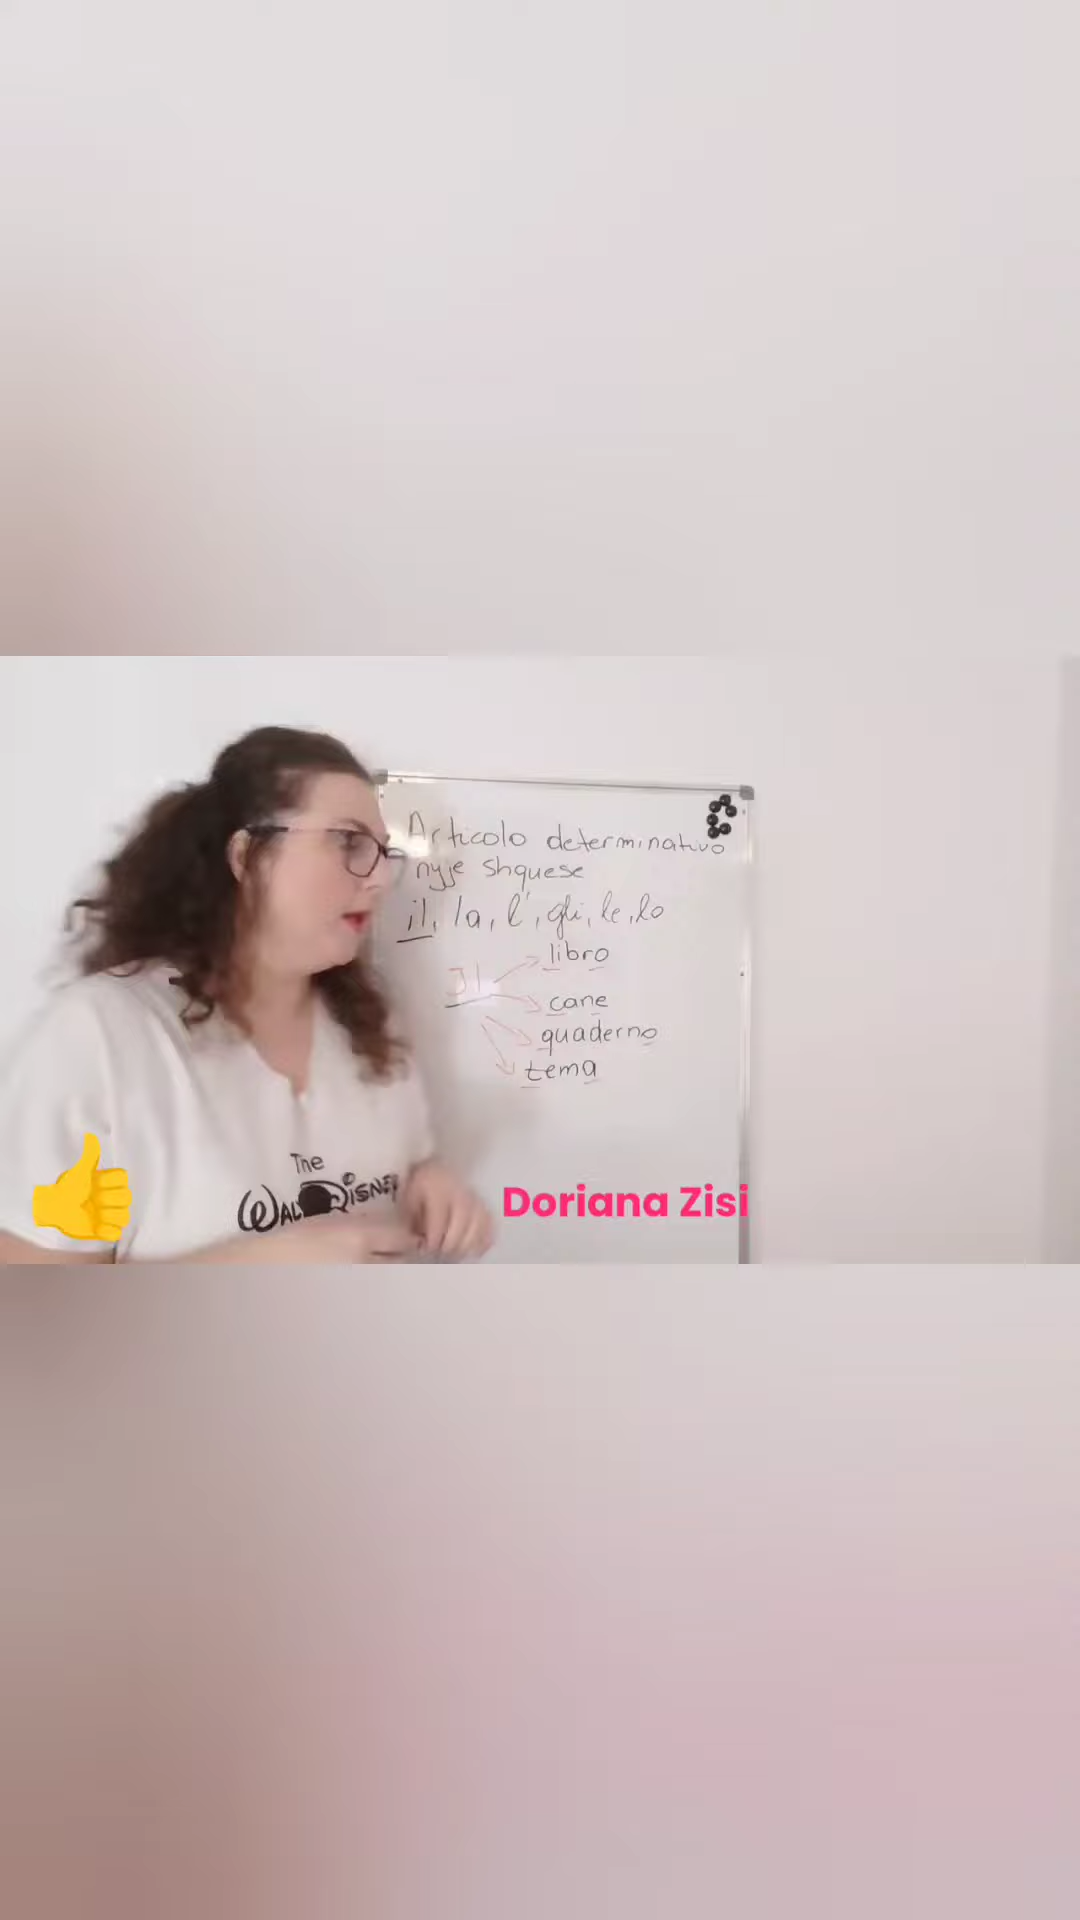 Articolo determinativo
nyje shquese
il, la, l', gli, le, lo
Il
libro
cane
quaderno
tema
The
WALT DISNEY
Doriana Zisi